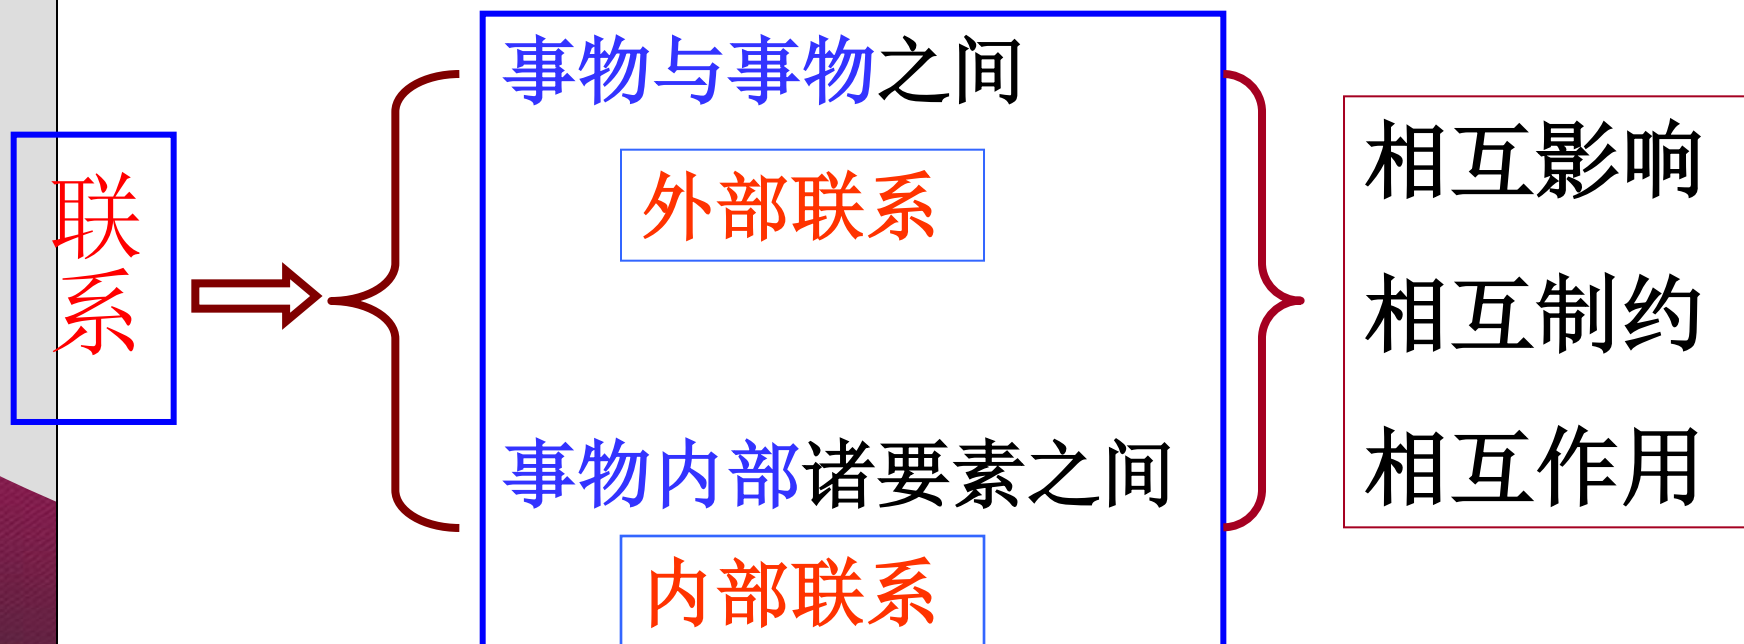 联
系
事物与事物之间
外部联系
事物内部诸要素之间
内部联系
相互影响
相互制约
相互作用